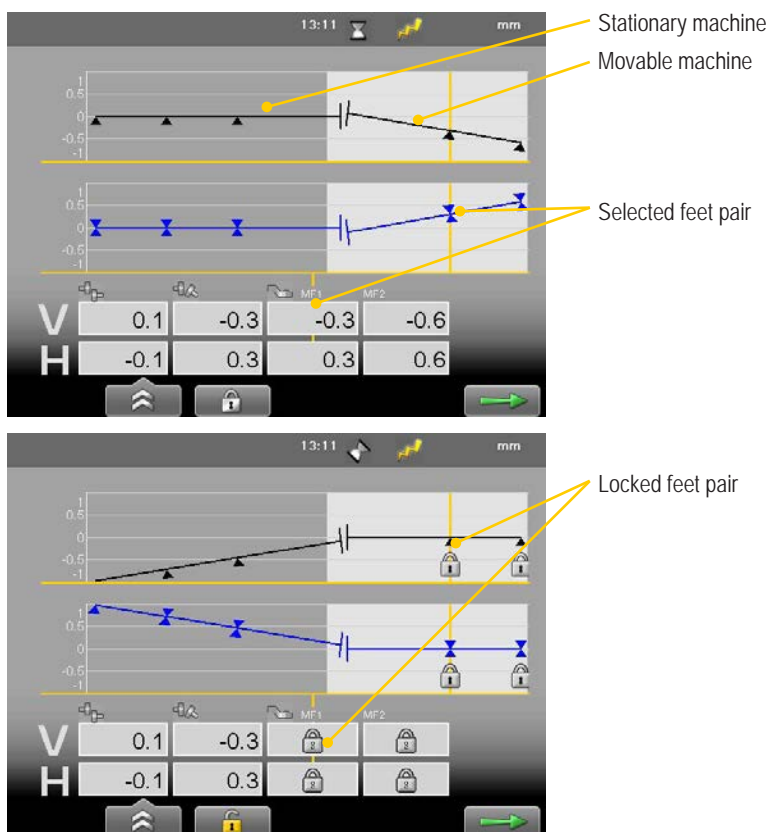 13:11 mm
Stationary machine
Movable machine
1
0.5
0
-0.5
-1
1
0.5
0
-0.5
-1
Selected feet pair
MF1 MF2
V 0.1 -0.3 -0.3 -0.6
H -0.1 0.3 0.3 0.6
13:11 mm
Locked feet pair
1
0.5
0
-0.5
-1
1
0.5
0
-0.5
-1
MF1 MF2
V 0.1 -0.3
H -0.1 0.3